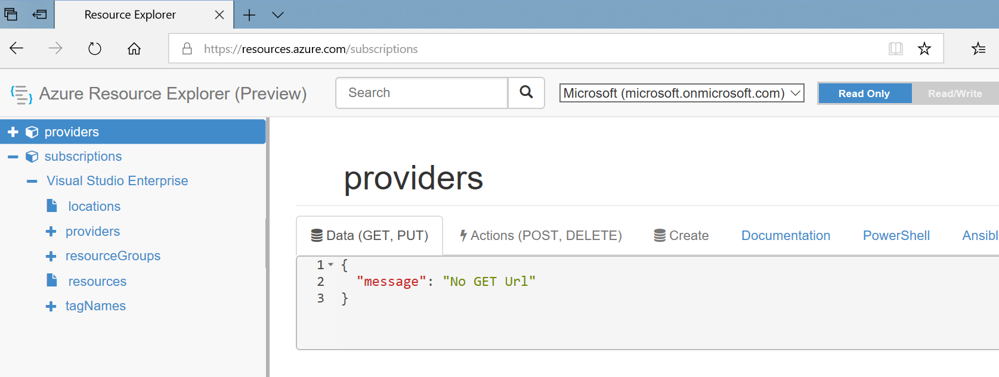 Resource Explorer
https://resources.azure.com/subscriptions
Azure Resource Explorer (Preview)
Search
Microsoft (microsoft.onmicrosoft.com)
Read Only
Read/Write
providers
subscriptions
Visual Studio Enterprise
locations
providers
resourceGroups
resources
tagNames
providers
Data (GET, PUT)
Actions (POST, DELETE)
Create
Documentation
PowerShell
Ansibl
1 {
2 "message": "No GET Url"
3 }